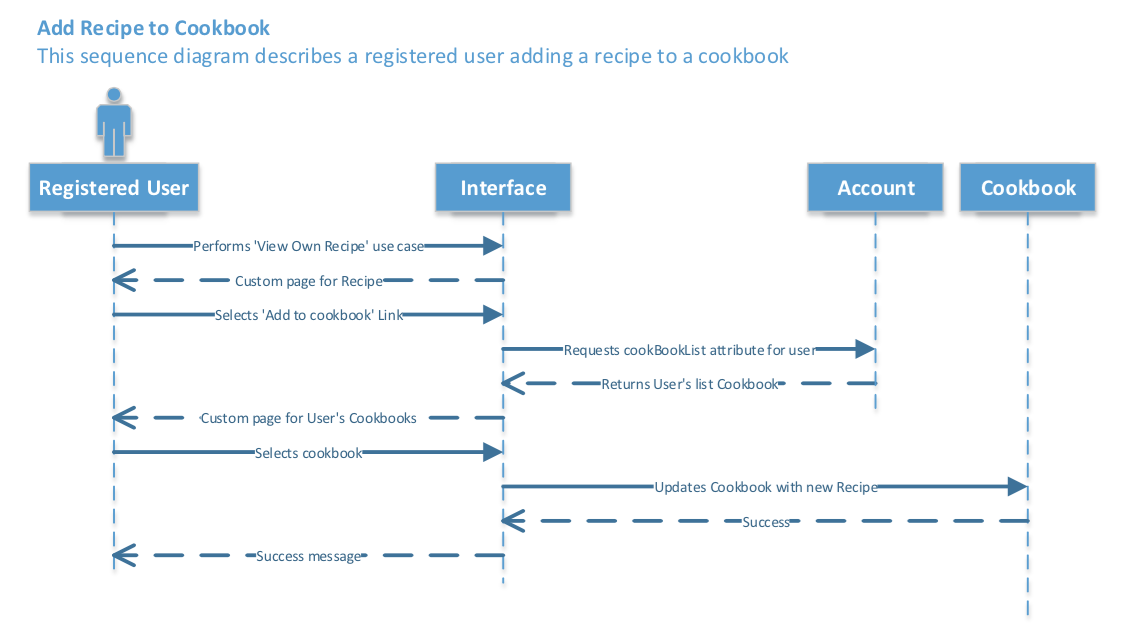 Add Recipe to Cookbook
This sequence diagram describes a registered user adding a recipe to a cookbook
Registered User
Interface
Account
Cookbook
Performs 'View Own Recipe' use case
Custom page for Recipe
Selects 'Add to cookbook' Link
Requests cookBookList attribute for user
Returns User's list Cookbook
Custom page for User's Cookbooks
Selects cookbook
Updates Cookbook with new Recipe
Success
Success message